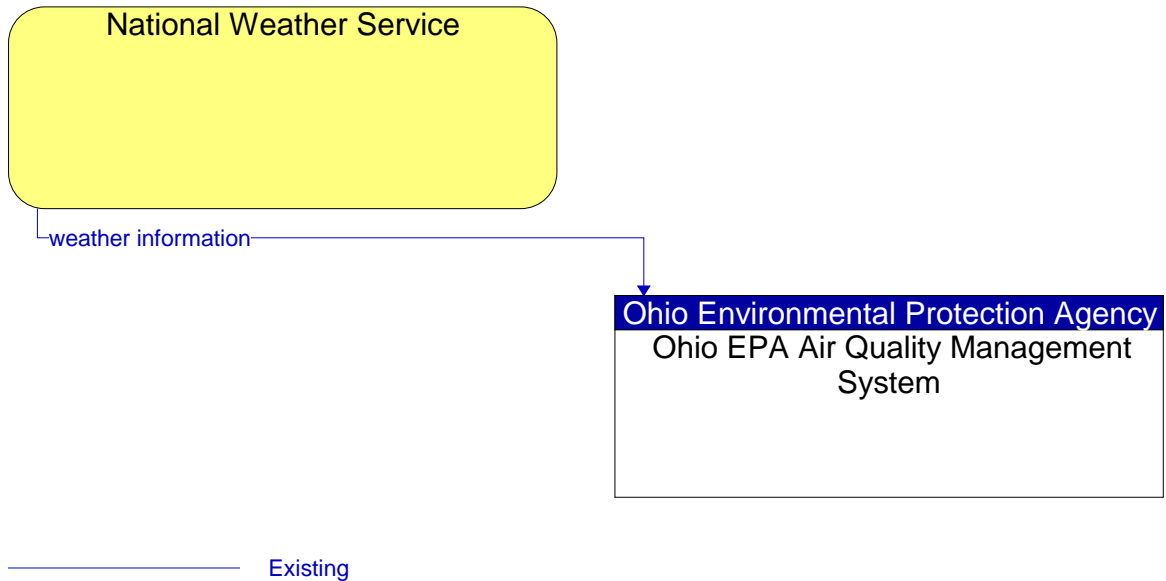 National Weather Service
weather information
Ohio Environmental Protection Agency
Ohio EPA Air Quality Management
System
Existing